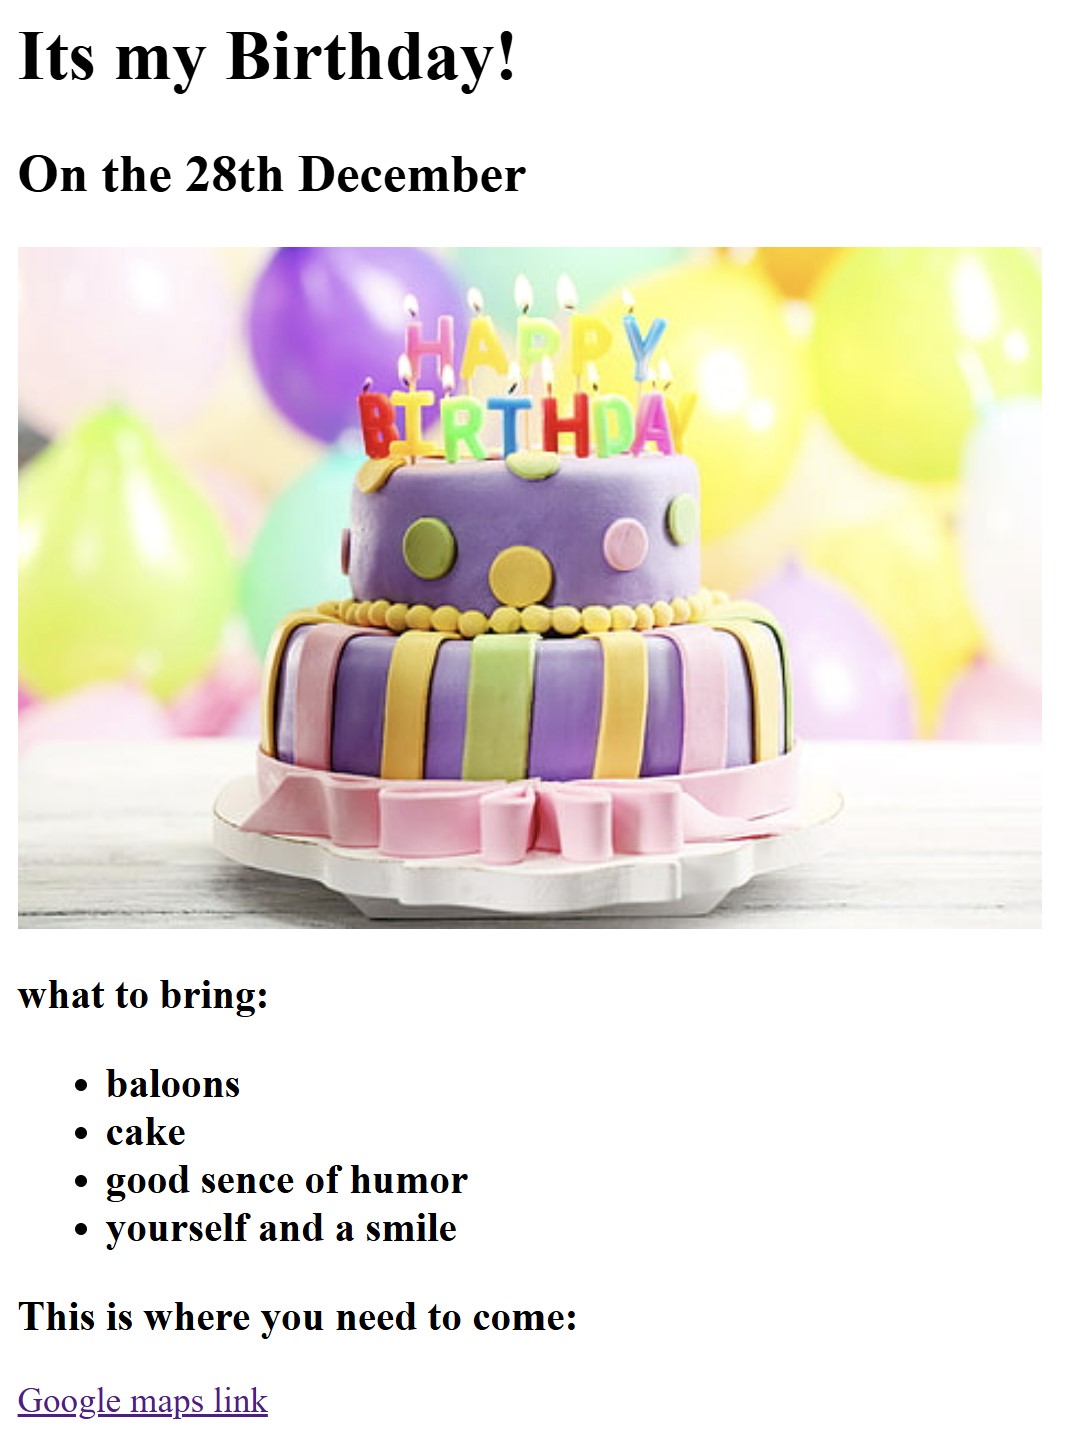 Its my Birthday!
On the 28th December
HAPPY
BIRTHDAY
what to bring:
baloons
cake
good sence of humor
yourself and a smile
This is where you need to come:
Google maps link